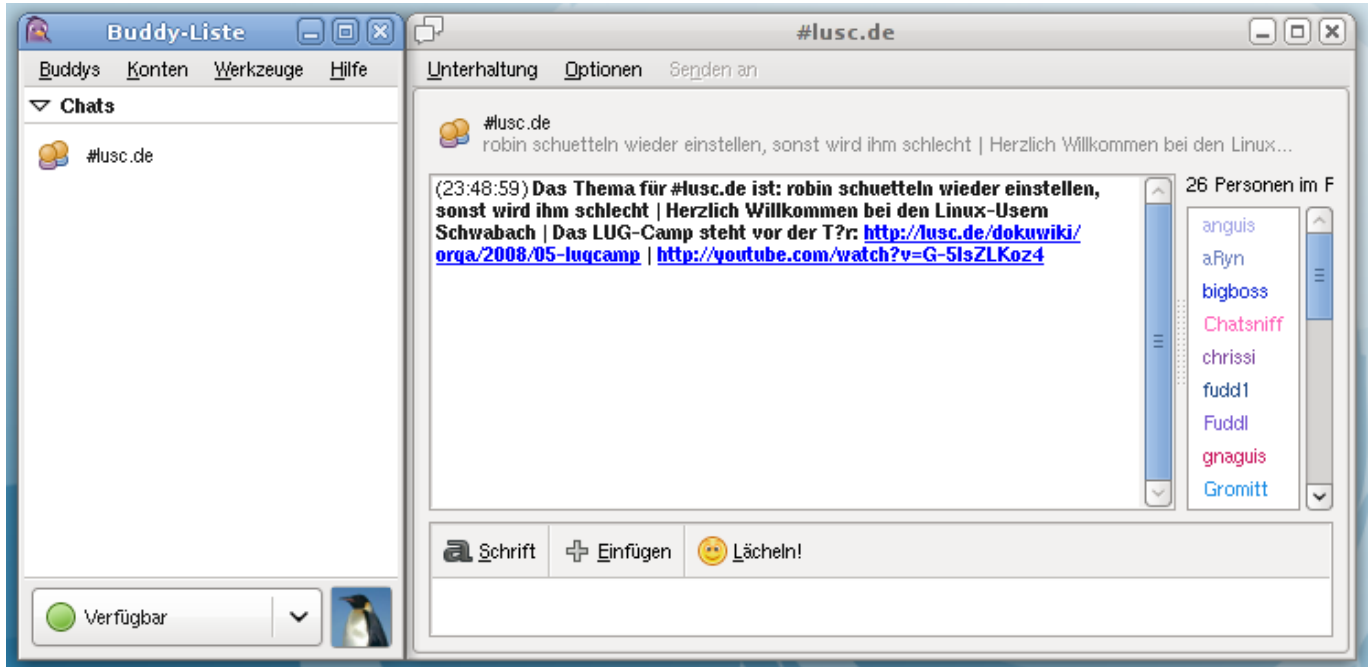 Buddy-Liste
Buddys Konten Werkzeuge Hilfe
Chats
#lusc.de
Verfügbar
#lusc.de
Unterhaltung Optionen Senden an
#lusc.de
robin schuetteln wieder einstellen, sonst wird ihm schlecht | Herzlich Willkommen bei den Linux...
(23:48:59) Das Thema für #lusc.de ist: robin schuetteln wieder einstellen,
sonst wird ihm schlecht | Herzlich Willkommen bei den Linux-Usern
Schwabach | Das LUG-Camp steht vor der T?r: http://lusc.de/dokuwiki/
orga/2008/05-lugcamp | http://youtube.com/watch?v=G-5IsZLKoz4
26 Personen im F
anguis
aRyn
bigboss
Chatsniff
chrissi
fudd1
Fuddl
gnaguis
Gromitt
Schrift Einfügen Lächeln!